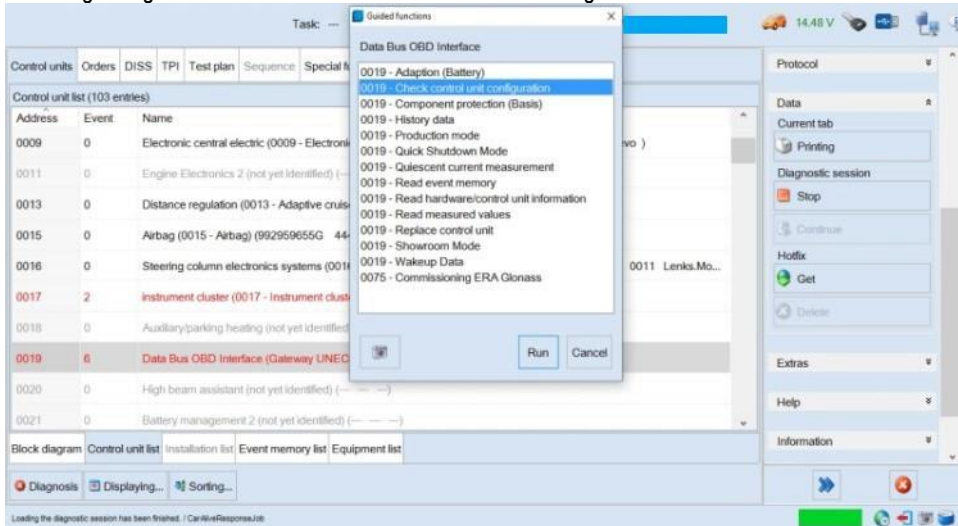 Task: ---
Guided functions
14.48 V
Control units Orders DISS TPI Test plan Sequence Special
Data Bus OBD Interface
Protocol
0019 - Adaption (Battery)
0019 - Check control unit configuration
0019 - Component protection (Basis)
0019 - History data
0019 - Production mode
0019 - Quick Shutdown Mode
0019 - Quiescent current measurement
0019 - Read event memory
0019 - Read hardware/control unit information
0019 - Read measured values
0019 - Replace control unit
0019 - Showroom Mode
0019 - Wakeup Data
0075 - Commissioning ERA Glonass
Run Cancel
Control unit list (103 entries)
Address Event Name
0009 0 Electronic central electric (0009 - Electroni vo )
0011 0 Engine Electronics 2 (not yet identified) (---
0013 0 Distance regulation (0013 - Adaptive cruis
0015 0 Airbag (0015 - Airbag) (992959655G 44
0016 0 Steering column electronics systems (001 0011 Lenks.Mo...
0017 2 instrument cluster (0017 - Instrument clust
0018 0 Auxiliary/parking heating (not yet identified
0019 6 Data Bus OBD Interface (Gateway UNEC
0020 0 High beam assistant (not yet identified) (--- --- ---)
0021 0 Battery management 2 (not yet identified) (--- --- ---)
Block diagram Control unit list Installation list Event memory list Equipment list
Diagnosis Displaying... Sorting...
Loading the diagnostic session has been finished. / CarAliveResponseJob
Data
Current tab
Printing
Diagnostic session
Stop
Continue
Hotfix
Get
Delete
Extras
Help
Information